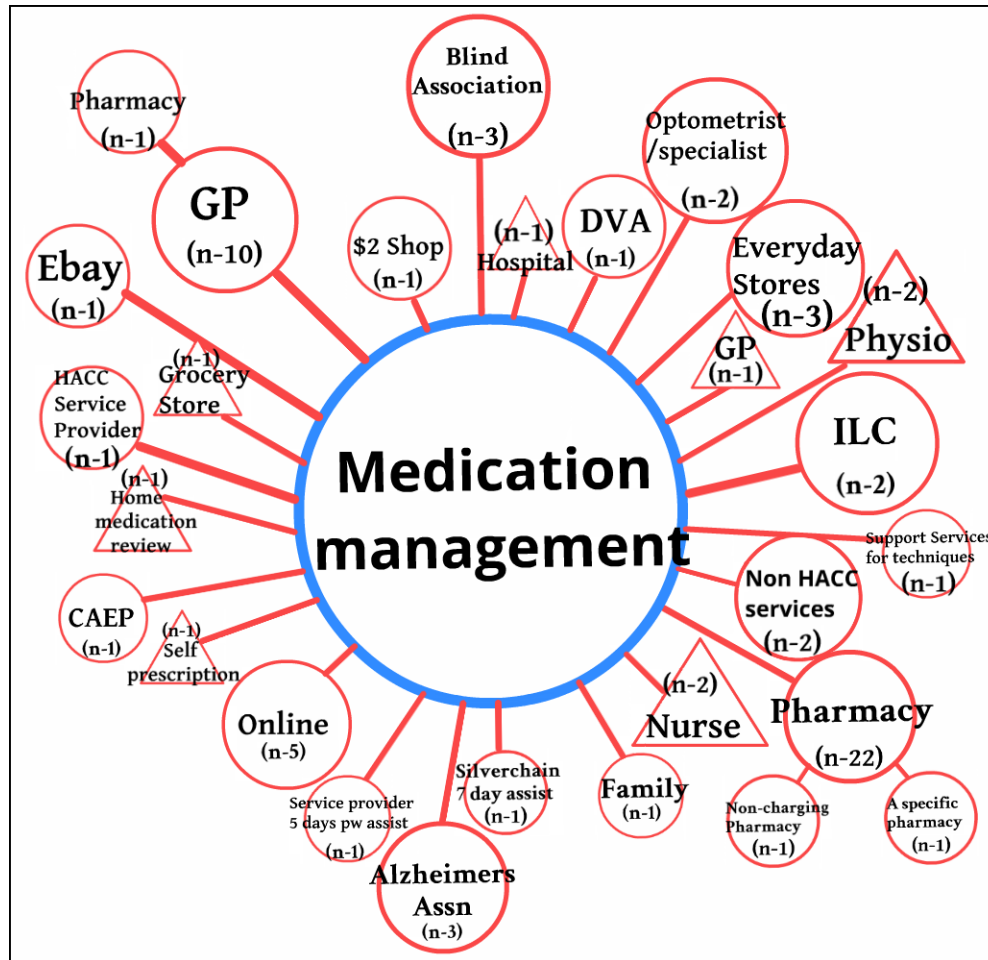 Blind
Association
(n-3)
Pharmacy
(n-1)
GP
(n-10)
Optometrist
/specialist
(n-2)
$2 Shop
(n-1)
(n-1)
Hospital
DVA
(n-1)
Everyday
Stores
(n-3)
Ebay
(n-1)
(n-2)
Physio
GP
(n-1)
(n-1)
Grocery
Store
HACC
Service
Provider
(n-1)
ILC
(n-2)
Medication
management
(n-1)
Home
medication
review
Support Services
for techniques
(n-1)
Non HACC
services
(n-2)
CAEP
(n-1)
(n-1)
Self
prescription
(n-2)
Nurse
Pharmacy
(n-22)
Online
(n-5)
Service provider
5 days pw assist
(n-1)
Silverchain
7 day assist
(n-1)
Family
(n-1)
Non-charging
Pharmacy
(n-1)
A specific
pharmacy
(n-1)
Alzheimers
Assn
(n-3)